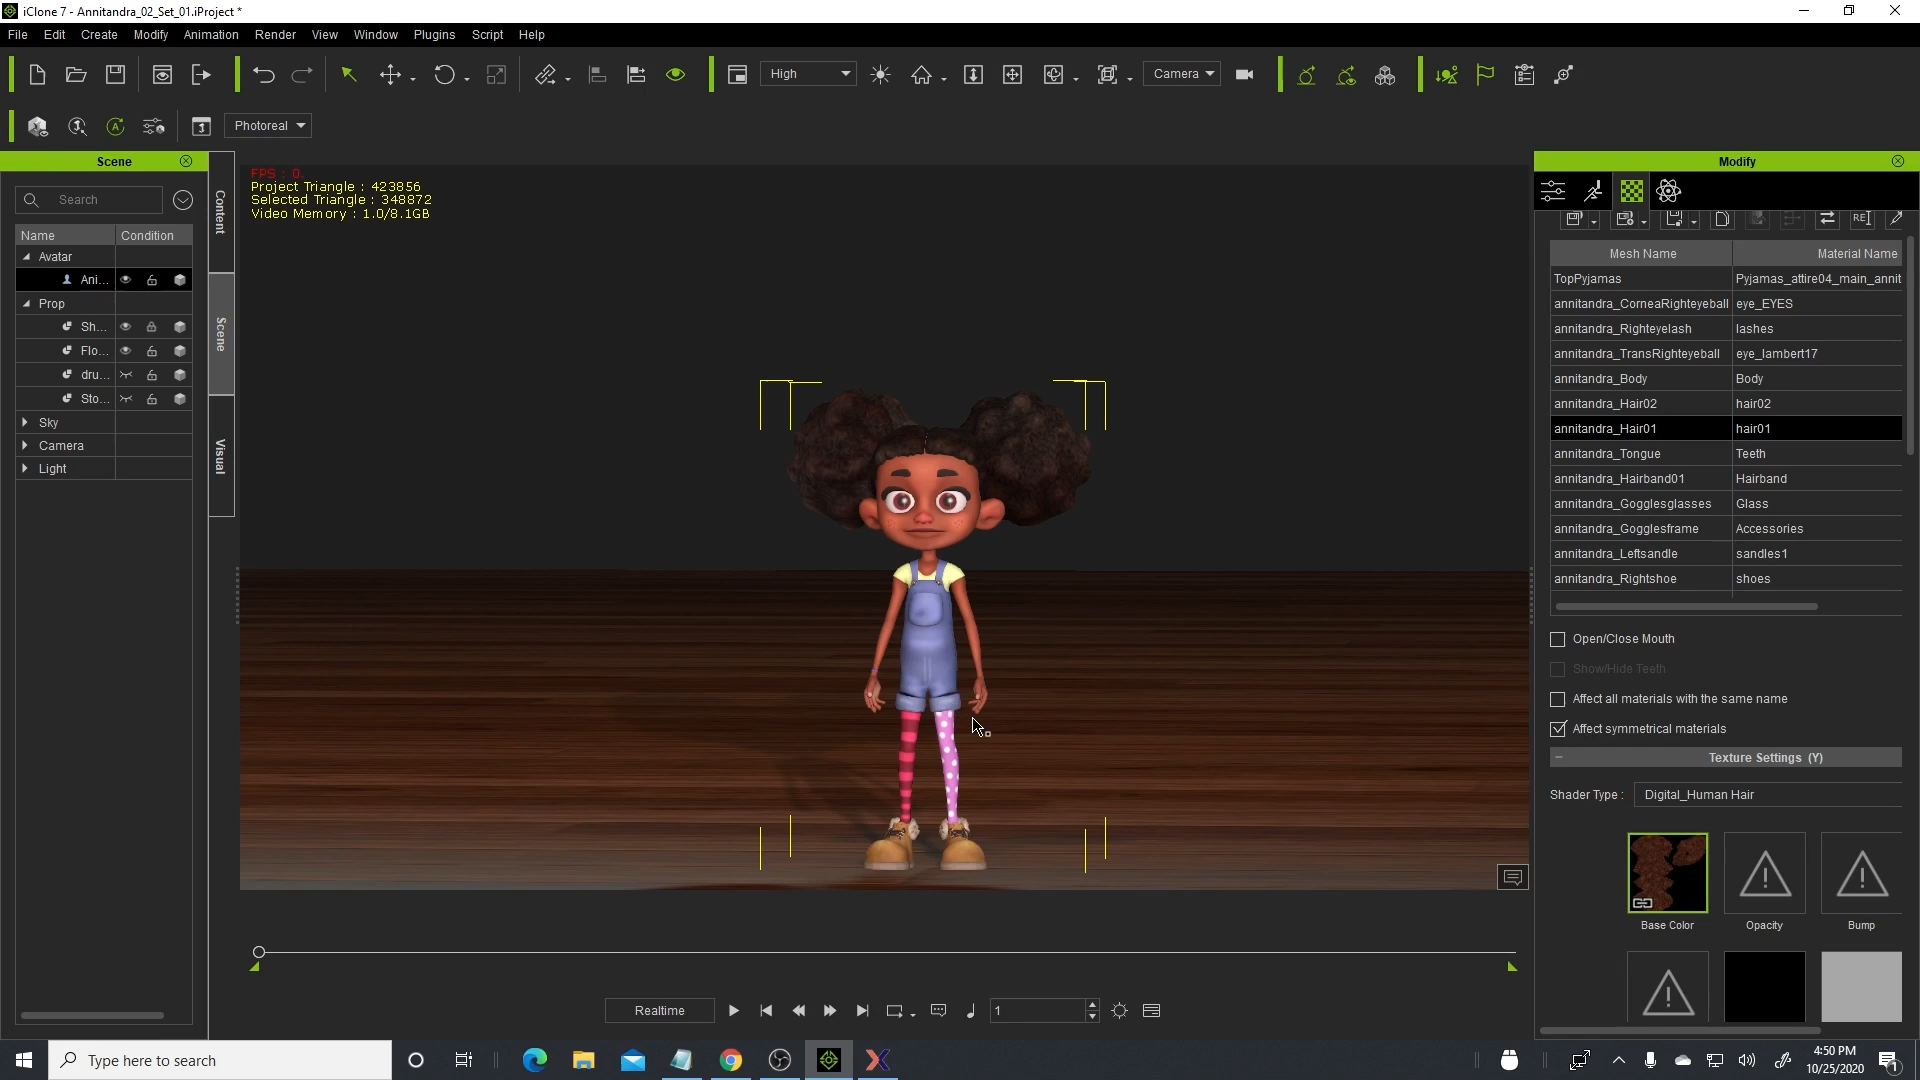 iClone 7 - Annitandra_02_Set_01.iProject *
File Edit Create Modify Animation Render View Window Plugins Script Help
High Camera
Photoreal
Scene
Search
Name Condition
Avatar
Ani...
Prop
Sh...
Flo...
dru...
Sto...
Sky
Camera
Light
Content
Scene
Visual
FPS : 0.
Project Triangle : 423856
Selected Triangle : 348872
Video Memory : 1.0/8.1GB
Realtime 1
Modify
REI
Mesh Name Material Name
TopPyjamas Pyjamas_attire04_main_annit
annitandra_CorneaRighteyeball eye_EYES
annitandra_Righteyelash lashes
annitandra_TransRighteyeball eye_lambert17
annitandra_Body Body
annitandra_Hair02 hair02
annitandra_Hair01 hair01
annitandra_Tongue Teeth
annitandra_Hairband01 Hairband
annitandra_Gogglesglasses Glass
annitandra_Gogglesframe Accessories
annitandra_Leftsandle sandles1
annitandra_Rightshoe shoes
Open/Close Mouth
Show/Hide Teeth
Affect all materials with the same name
Affect symmetrical materials
Texture Settings (Y)
Shader Type : Digital_Human Hair
Base Color Opacity Bump
Type here to search
4:50 PM
10/25/2020
1